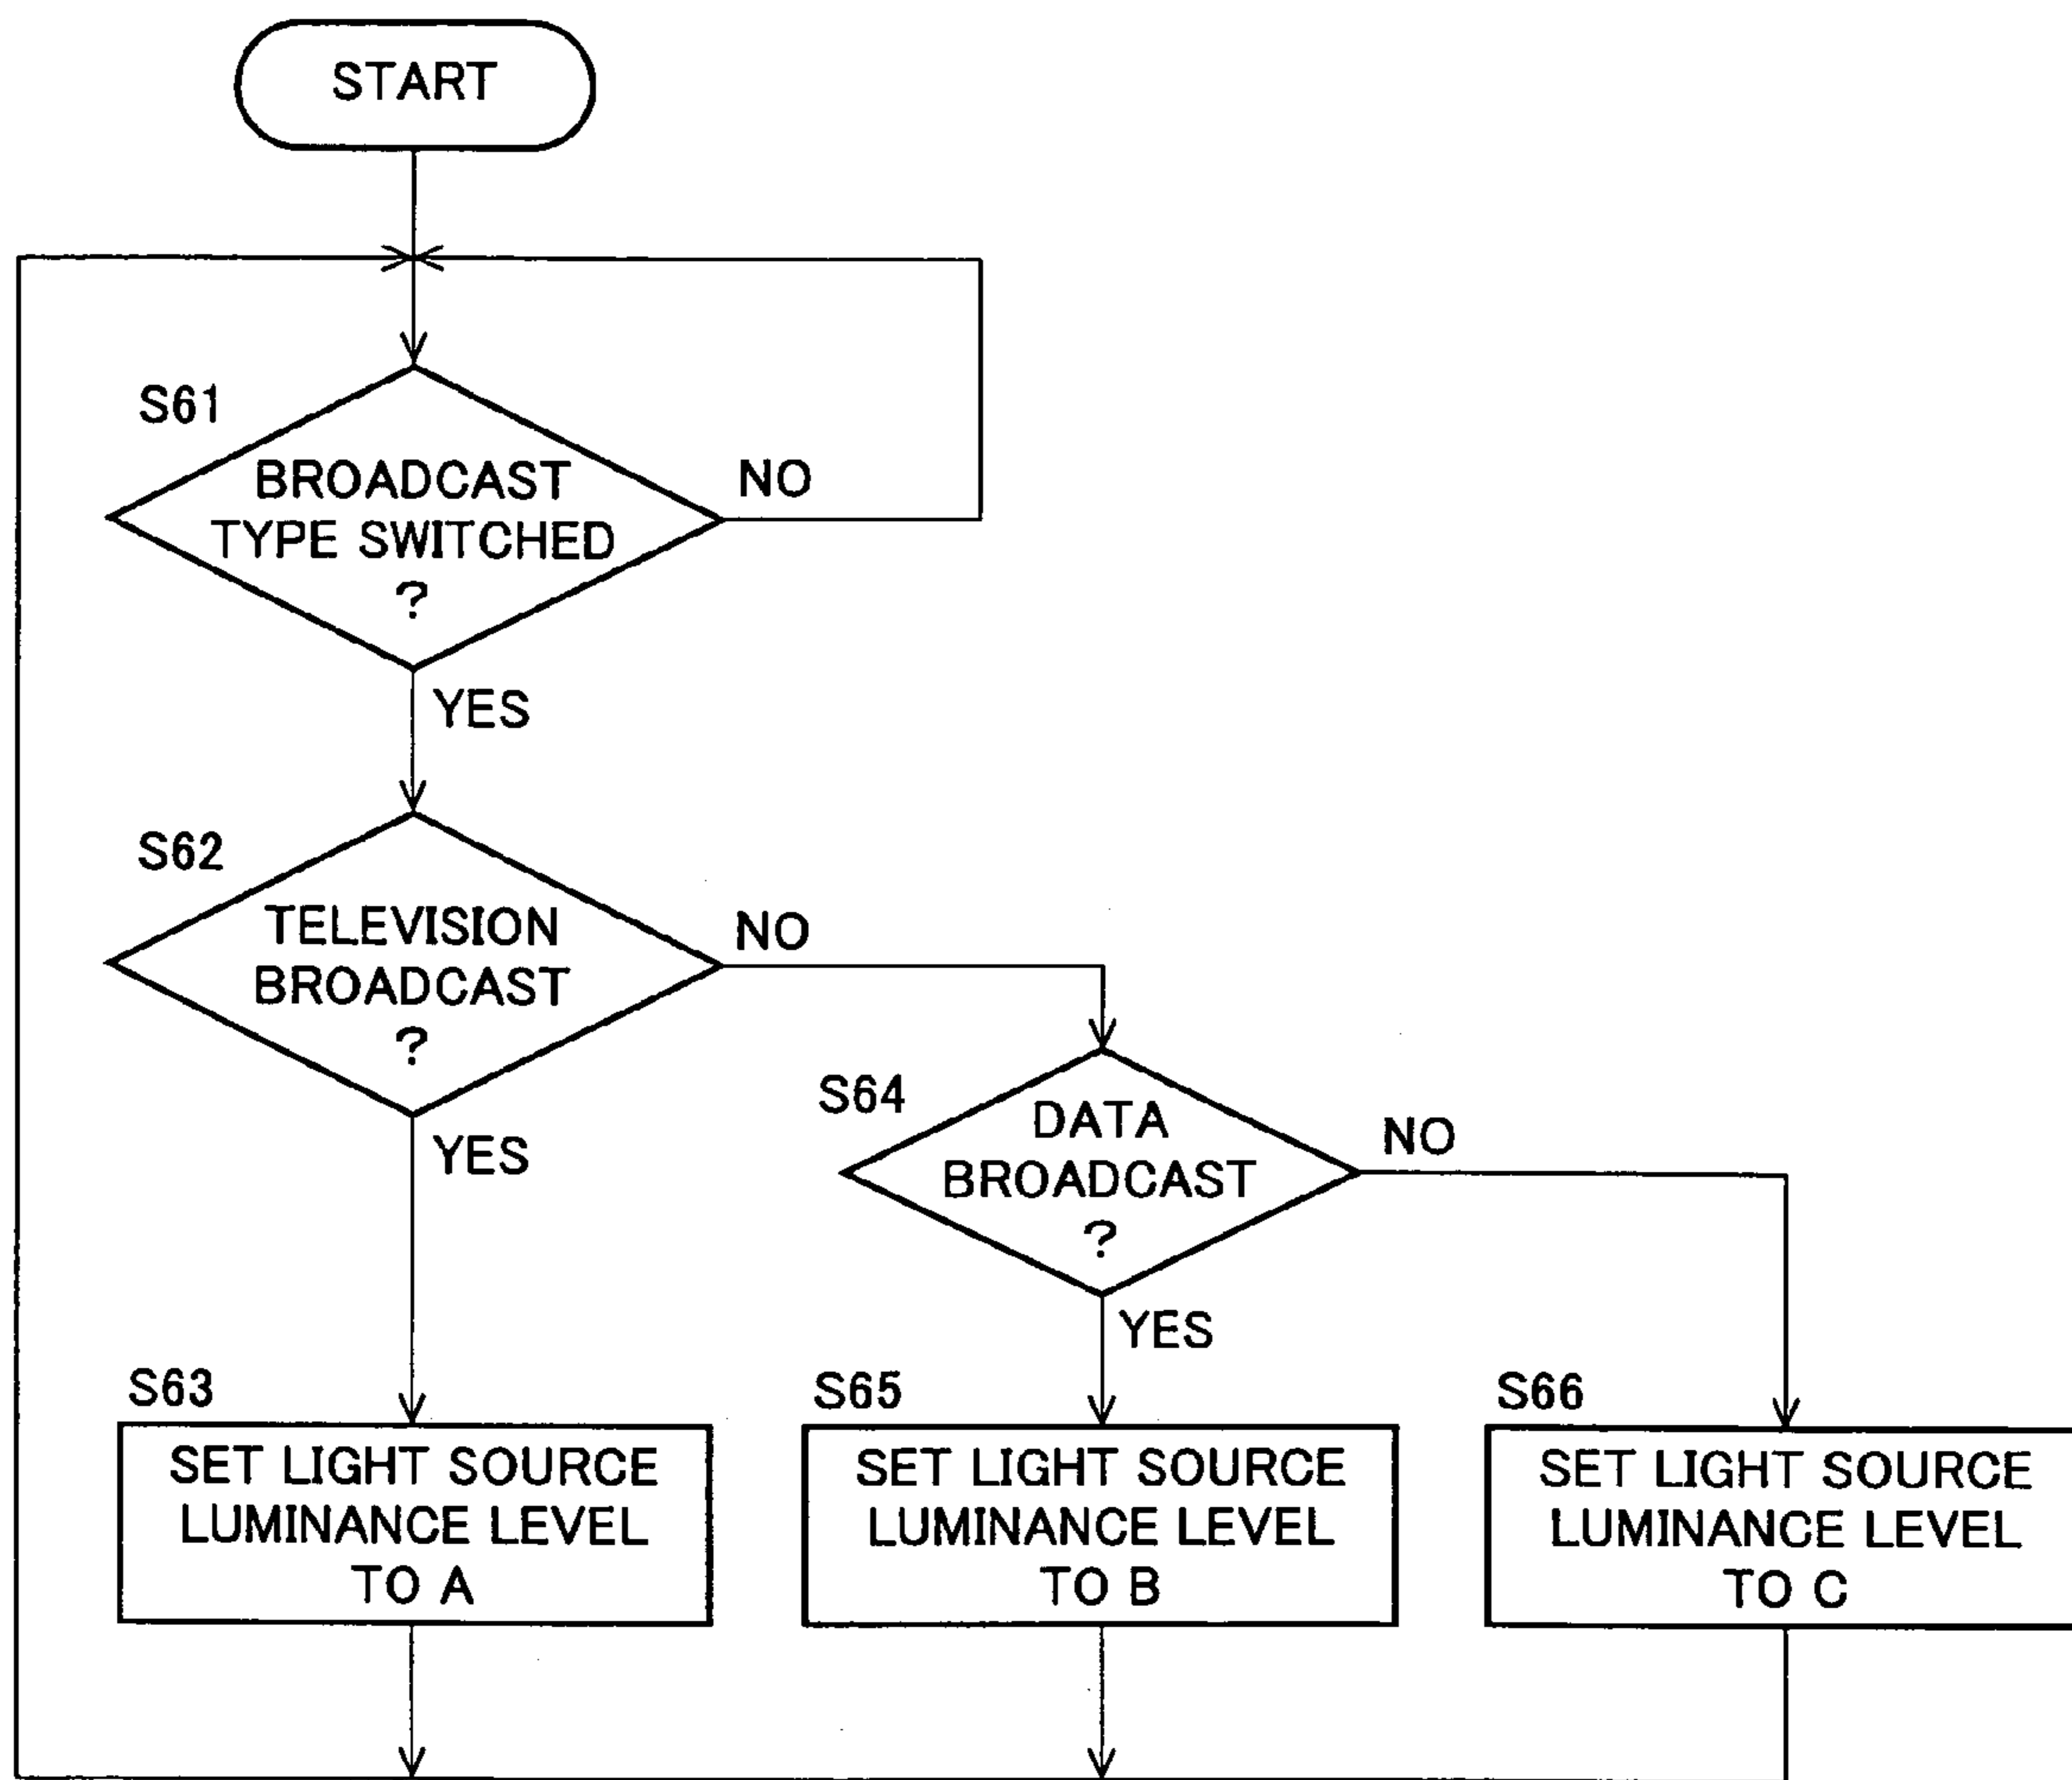 START
S61
BROADCAST
TYPE SWITCHED
?
NO
YES
S62
TELEVISION
BROADCAST
?
NO
YES
S64
DATA
BROADCAST
?
NO
YES
S63
SET LIGHT SOURCE
LUMINANCE LEVEL
TO A
S65
SET LIGHT SOURCE
LUMINANCE LEVEL
TO B
S66
SET LIGHT SOURCE
LUMINANCE LEVEL
TO C